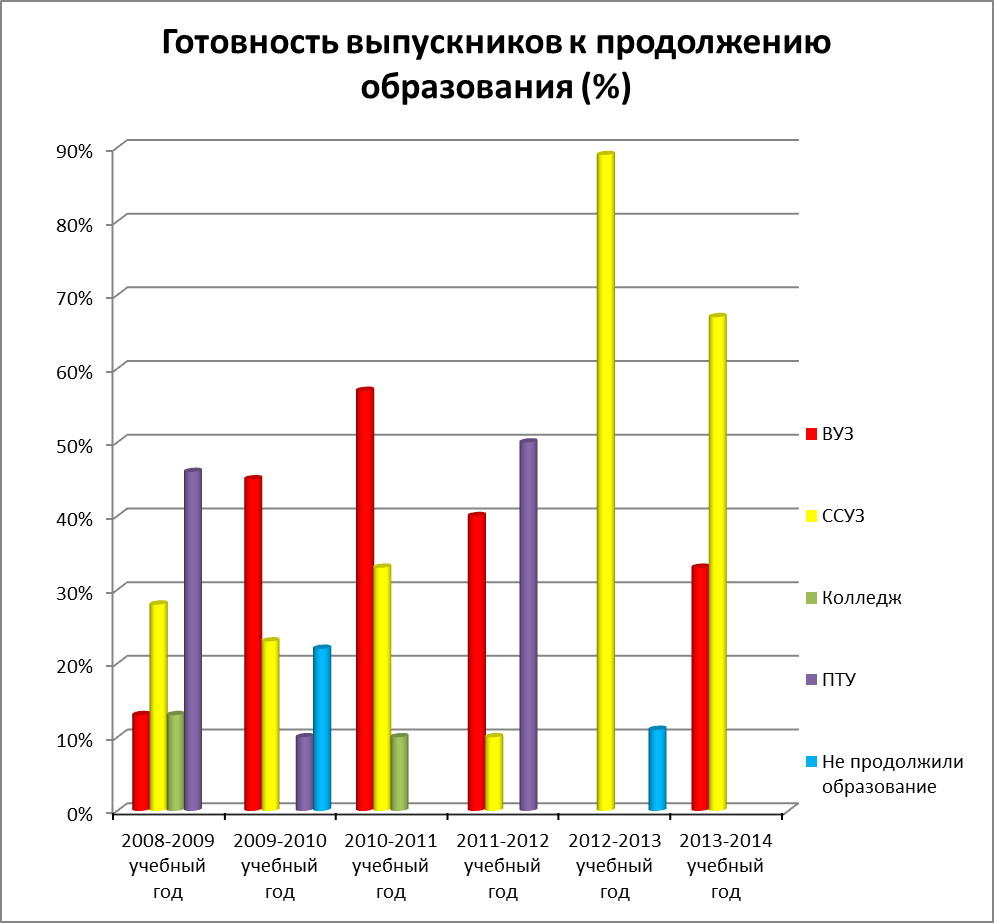 Готовность выпускников к продолжению
образования (%)
90%
80%
70%
60%
50%
40%
30%
20%
10%
0%
2008-2009
учебный
год
2009-2010
учебный
год
2010-2011
учебный
год
2011-2012
учебный
год
2012-2013
учебный
год
2013-2014
учебный
год
ВУЗ
ССУЗ
Колледж
ПТУ
Не продолжили
образование